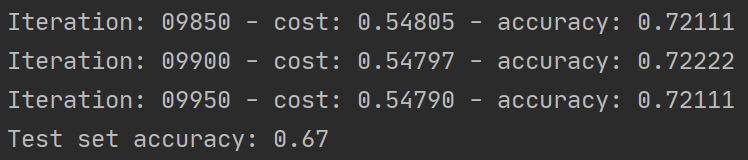 Iteration: 09850 - cost: 0.54805 - accuracy: 0.72111
Iteration: 09900 - cost: 0.54797 - accuracy: 0.72222
Iteration: 09950 - cost: 0.54790 - accuracy: 0.72111
Test set accuracy: 0.67